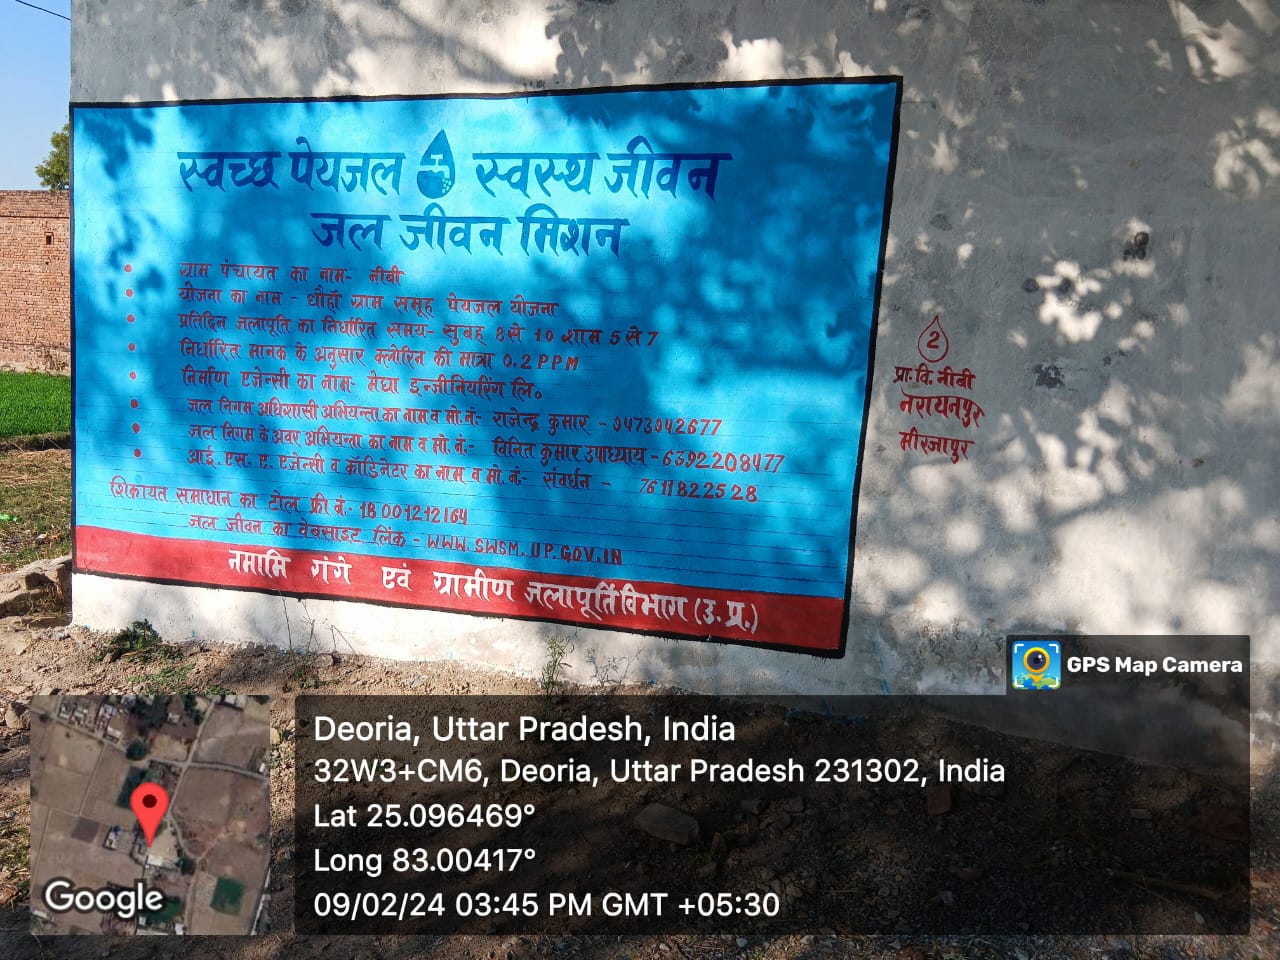 स्वच्छ पेयजल स्वस्थ जीवन
जल जीवन मिशन
ग्राम पंचायत का नाम- नीबी
योजना का नाम - धौहाँ ग्राम समूह पेयजल योजना
प्रतिदिन जलापूति का निर्धारित समय- सुबह 8 से 10 शाम 5 से 7
निर्धारित मानक के अनुसार क्लोरिन की मात्रा 0.2 PPM
निर्माण एजेन्सी का नाम- मेघा इन्जीनियरिंग लि०
जल निगम अधिशासी अभियन्ता का नाम व मो.नं:- राजेन्द्र कुमार - 9473942677
जल निगम के अवर अभियन्ता का नाम व मो.नं.- विनित कुमार उपाध्याय - 6392208477
आई.एस.ए. एजेन्सी व कॉडिनेटर का नाम व मो.नं:- संवर्धन - 7611822528
शिकायत समाधान का टोल फ्री नं.- 18001212164
जल जीवन का वेबसाइट लिंक - WWW.SWSM.UP.GOV.IN
नमामि गंगे एवं ग्रामीण जलापूर्ति विभाग (उ.प्र.)
2
प्रा.वि. नीबी
नरायनपुर
मीरजापुर
GPS Map Camera
Deoria, Uttar Pradesh, India
32W3+CM6, Deoria, Uttar Pradesh 231302, India
Lat 25.096469°
Long 83.00417°
09/02/24 03:45 PM GMT +05:30
Google